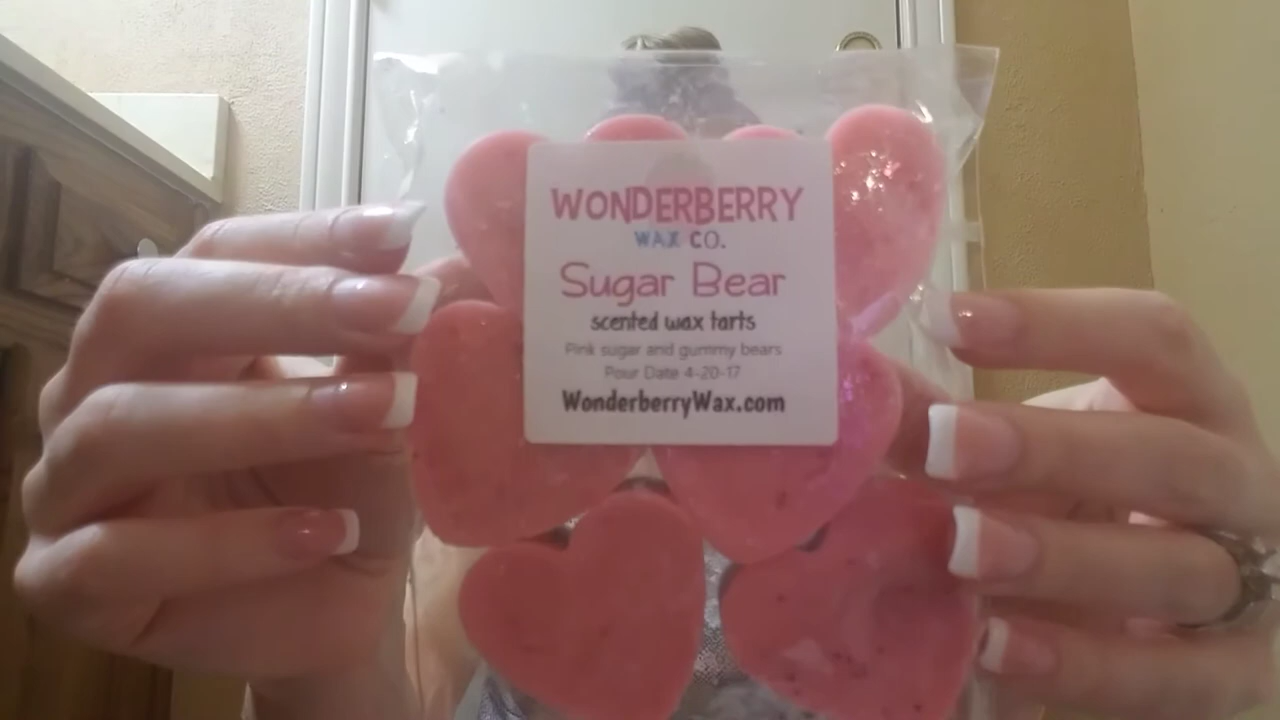 WONDERBERRY
WAX CO.
Sugar Bear
scented wax tarts
Pink sugar and gummy bears
Pour Date 4-20-17
WonderberryWax.com